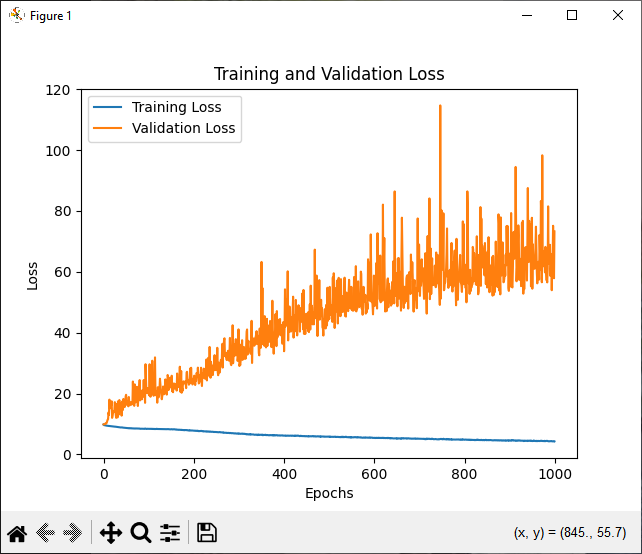 Figure 1
Training and Validation Loss
Training Loss
Validation Loss
120
100
80
60
40
20
0
Loss
0 200 400 600 800 1000
Epochs
(x, y) = (845., 55.7)